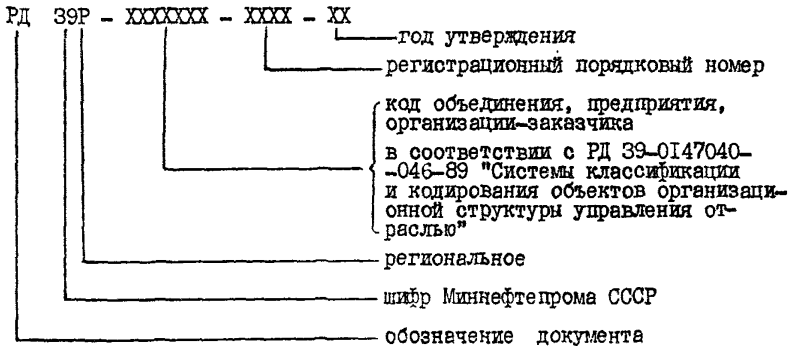 РД 39Р - XXXXXXX - XXXX - XX
год утверждения
регистрационный порядковый номер
код объединения, предприятия,
организации-заказчика
в соответствии с РД 39-0147040-
-046-89 "Системы классификации
и кодирования объектов организаци-
онной структуры управления от-
раслью"
региональное
шифр Миннефтепрома СССР
обозначение документа